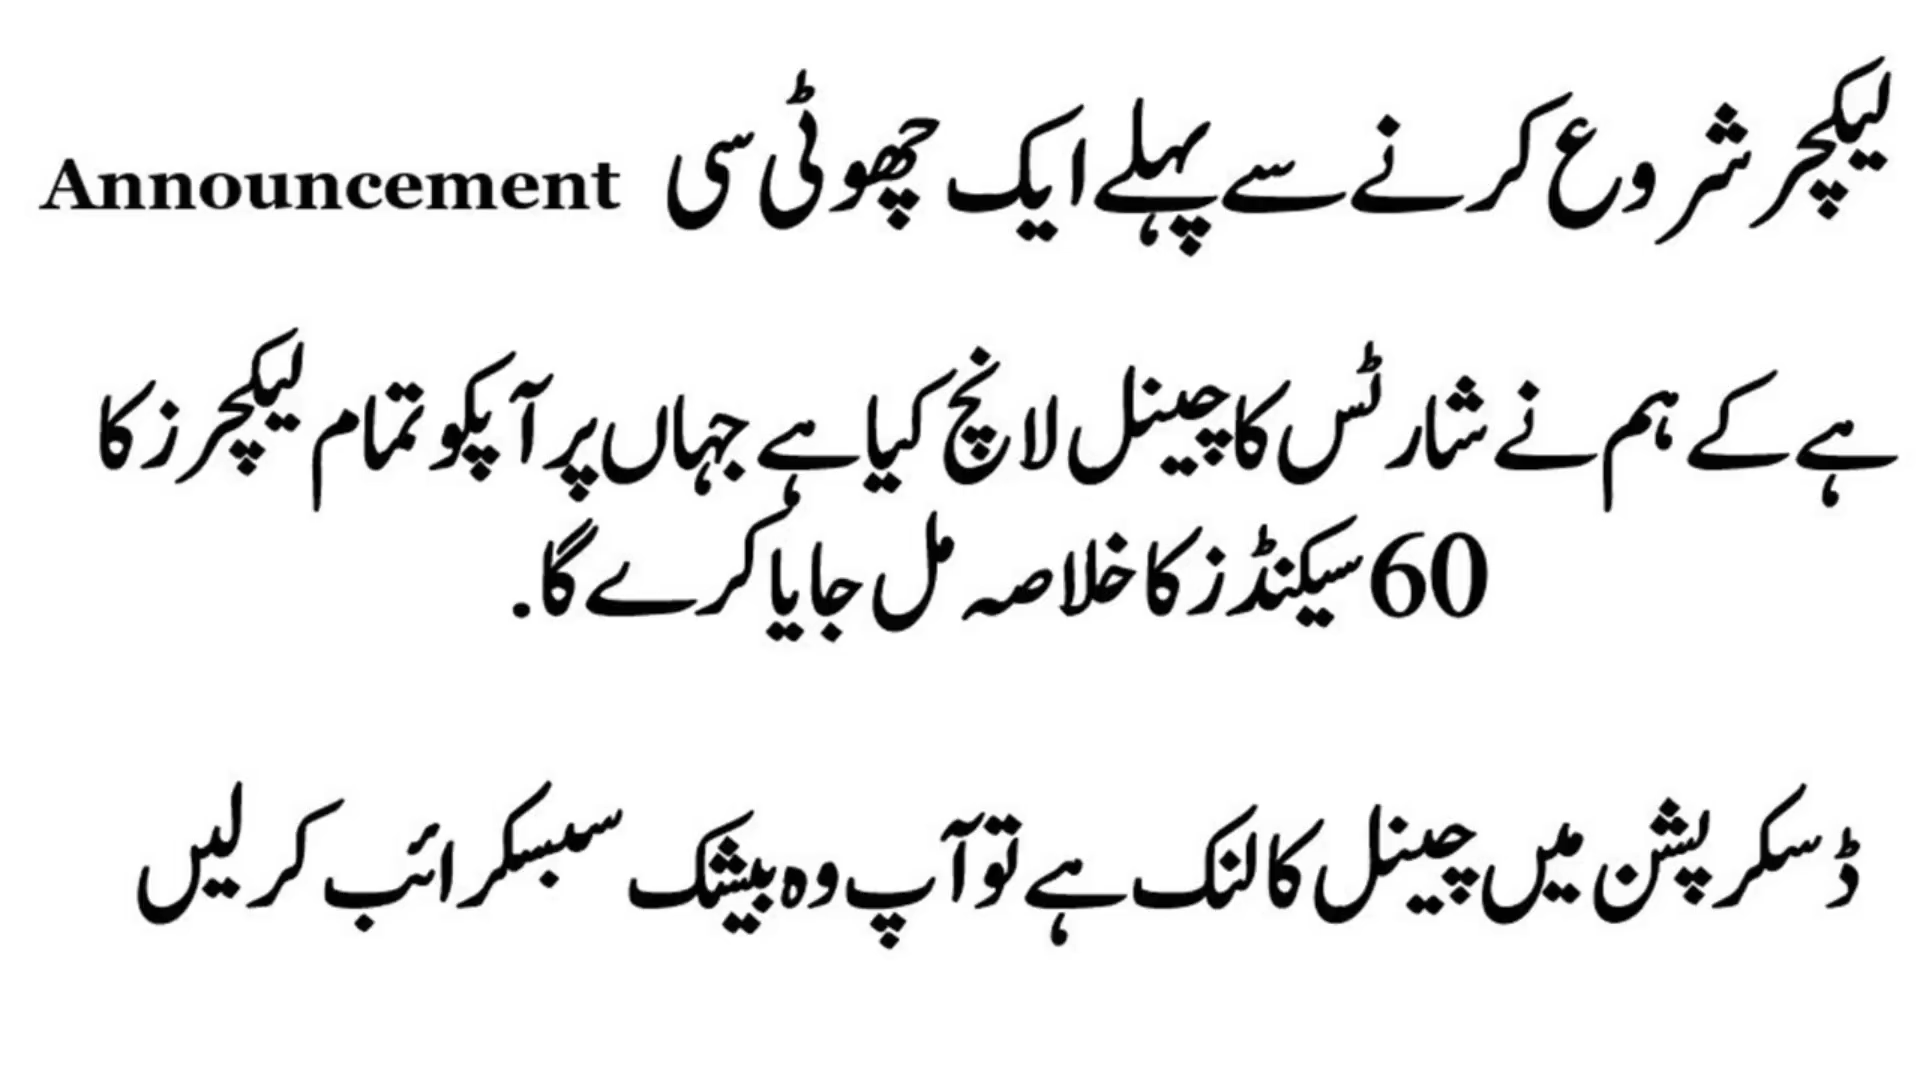 لیکچر شروع کرنے سے پہلے ایک چھوٹی سی Announcement
ہے کے ہم نے شارٹس کا چینل لانچ کیا ہے جہاں پر آپکو تمام لیکچرز کا
60 سیکنڈز کا خلاصہ مل جایا کرے گا.
ڈسکرپشن میں چینل کا لنک ہے تو آپ وہ بیشک سبسکرائب کر لیں